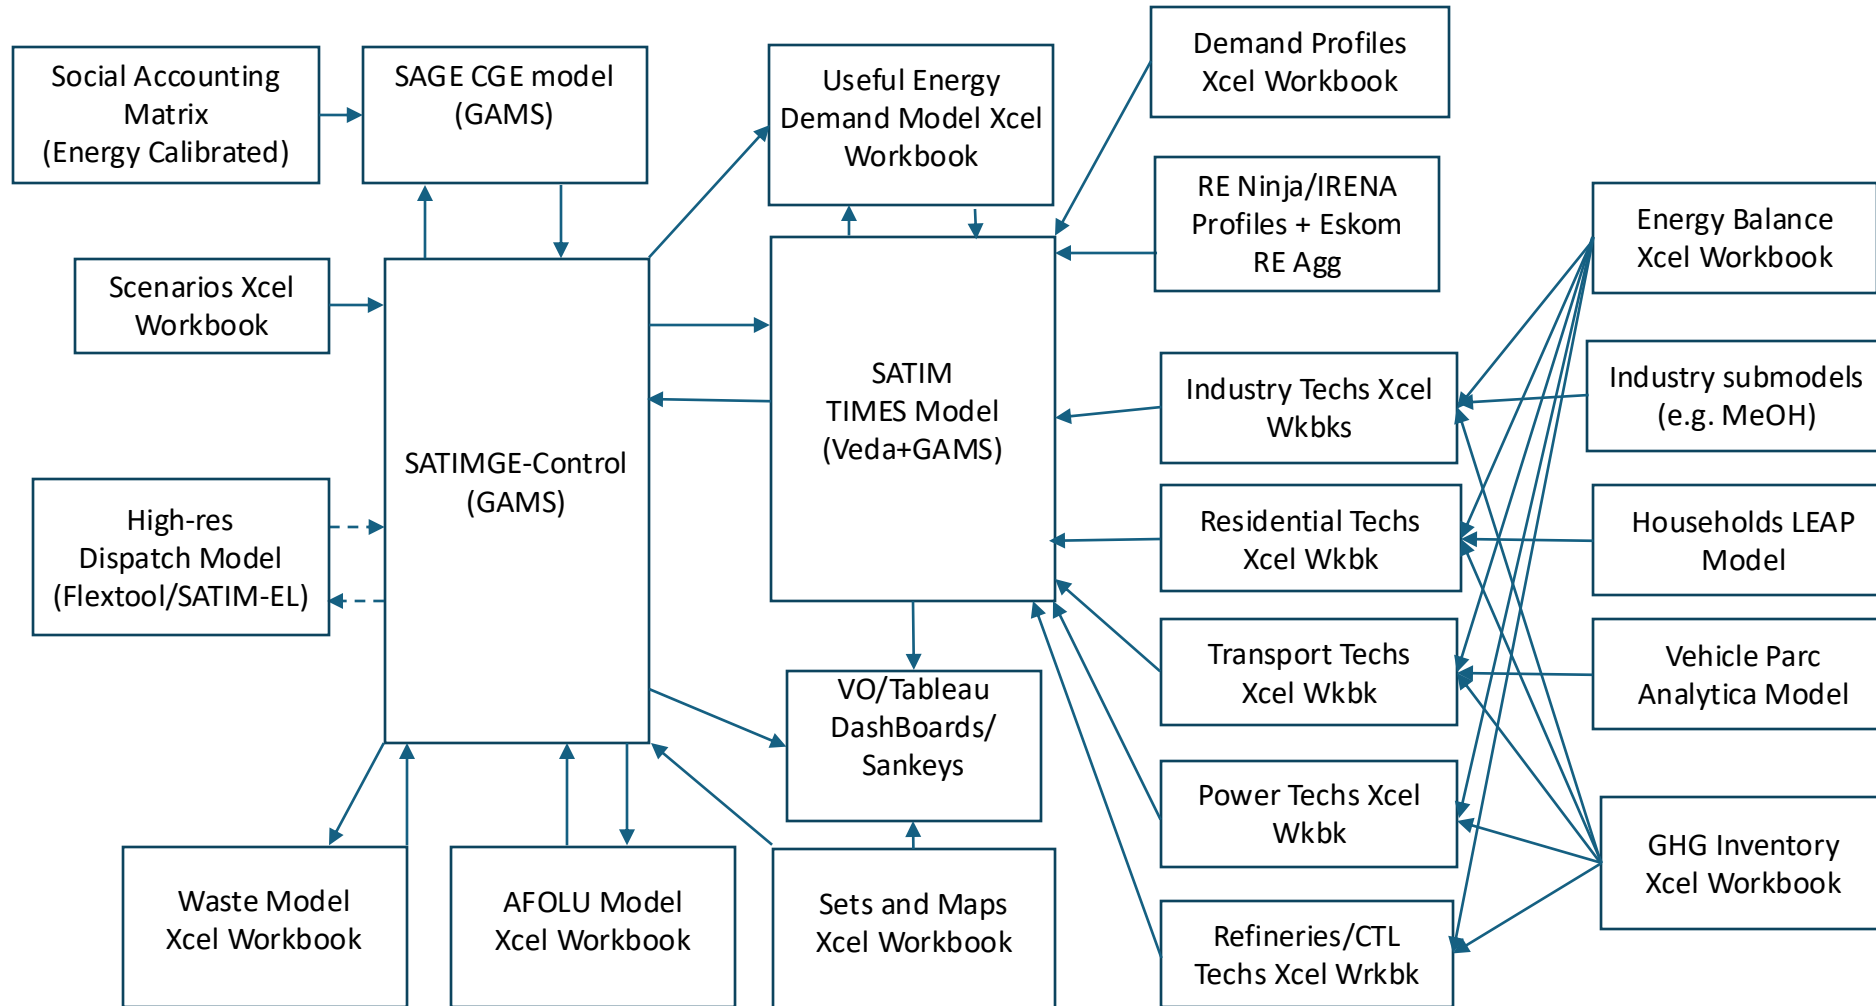 Social Accounting
Matrix
(Energy Calibrated)
SAGE CGE model
(GAMS)
Useful Energy
Demand Model Xcel
Workbook
Demand Profiles
Xcel Workbook
RE Ninja/IRENA
Profiles + Eskom
RE Agg
Energy Balance
Xcel Workbook
Scenarios Xcel
Workbook
SATIMGE-Control
(GAMS)
SATIM
TIMES Model
(Veda+GAMS)
Industry Techs Xcel
Wkbks
Industry submodels
(e.g. MeOH)
High-res
Dispatch Model
(Flextool/SATIM-EL)
Residential Techs
Xcel Wkbk
Households LEAP
Model
Transport Techs
Xcel Wkbk
Vehicle Parc
Analytica Model
VO/Tableau
DashBoards/
Sankeys
Power Techs Xcel
Wkbk
GHG Inventory
Xcel Workbook
Waste Model
Xcel Workbook
AFOLU Model
Xcel Workbook
Sets and Maps
Xcel Workbook
Refineries/CTL
Techs Xcel Wrkbk